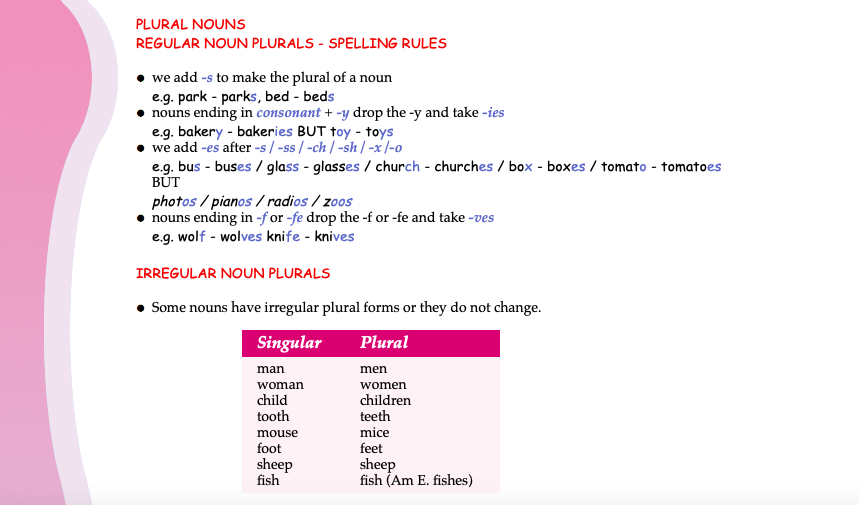 PLURAL NOUNS
REGULAR NOUN PLURALS - SPELLING RULES
● we add -s to make the plural of a noun
e.g. park - parks, bed - beds
● nouns ending in consonant + -y drop the -y and take -ies
e.g. bakery - bakeries BUT toy - toys
● we add -es after -s / -ss / -ch / -sh / -x /-o
e.g. bus - buses / glass - glasses / church - churches / box - boxes / tomato - tomatoes
BUT
photos / pianos / radios / zoos
● nouns ending in -f or -fe drop the -f or -fe and take -ves
e.g. wolf - wolves knife - knives
IRREGULAR NOUN PLURALS
● Some nouns have irregular plural forms or they do not change.
Singular Plural
man men
woman women
child children
tooth teeth
mouse mice
foot feet
sheep sheep
fish fish (Am E. fishes)